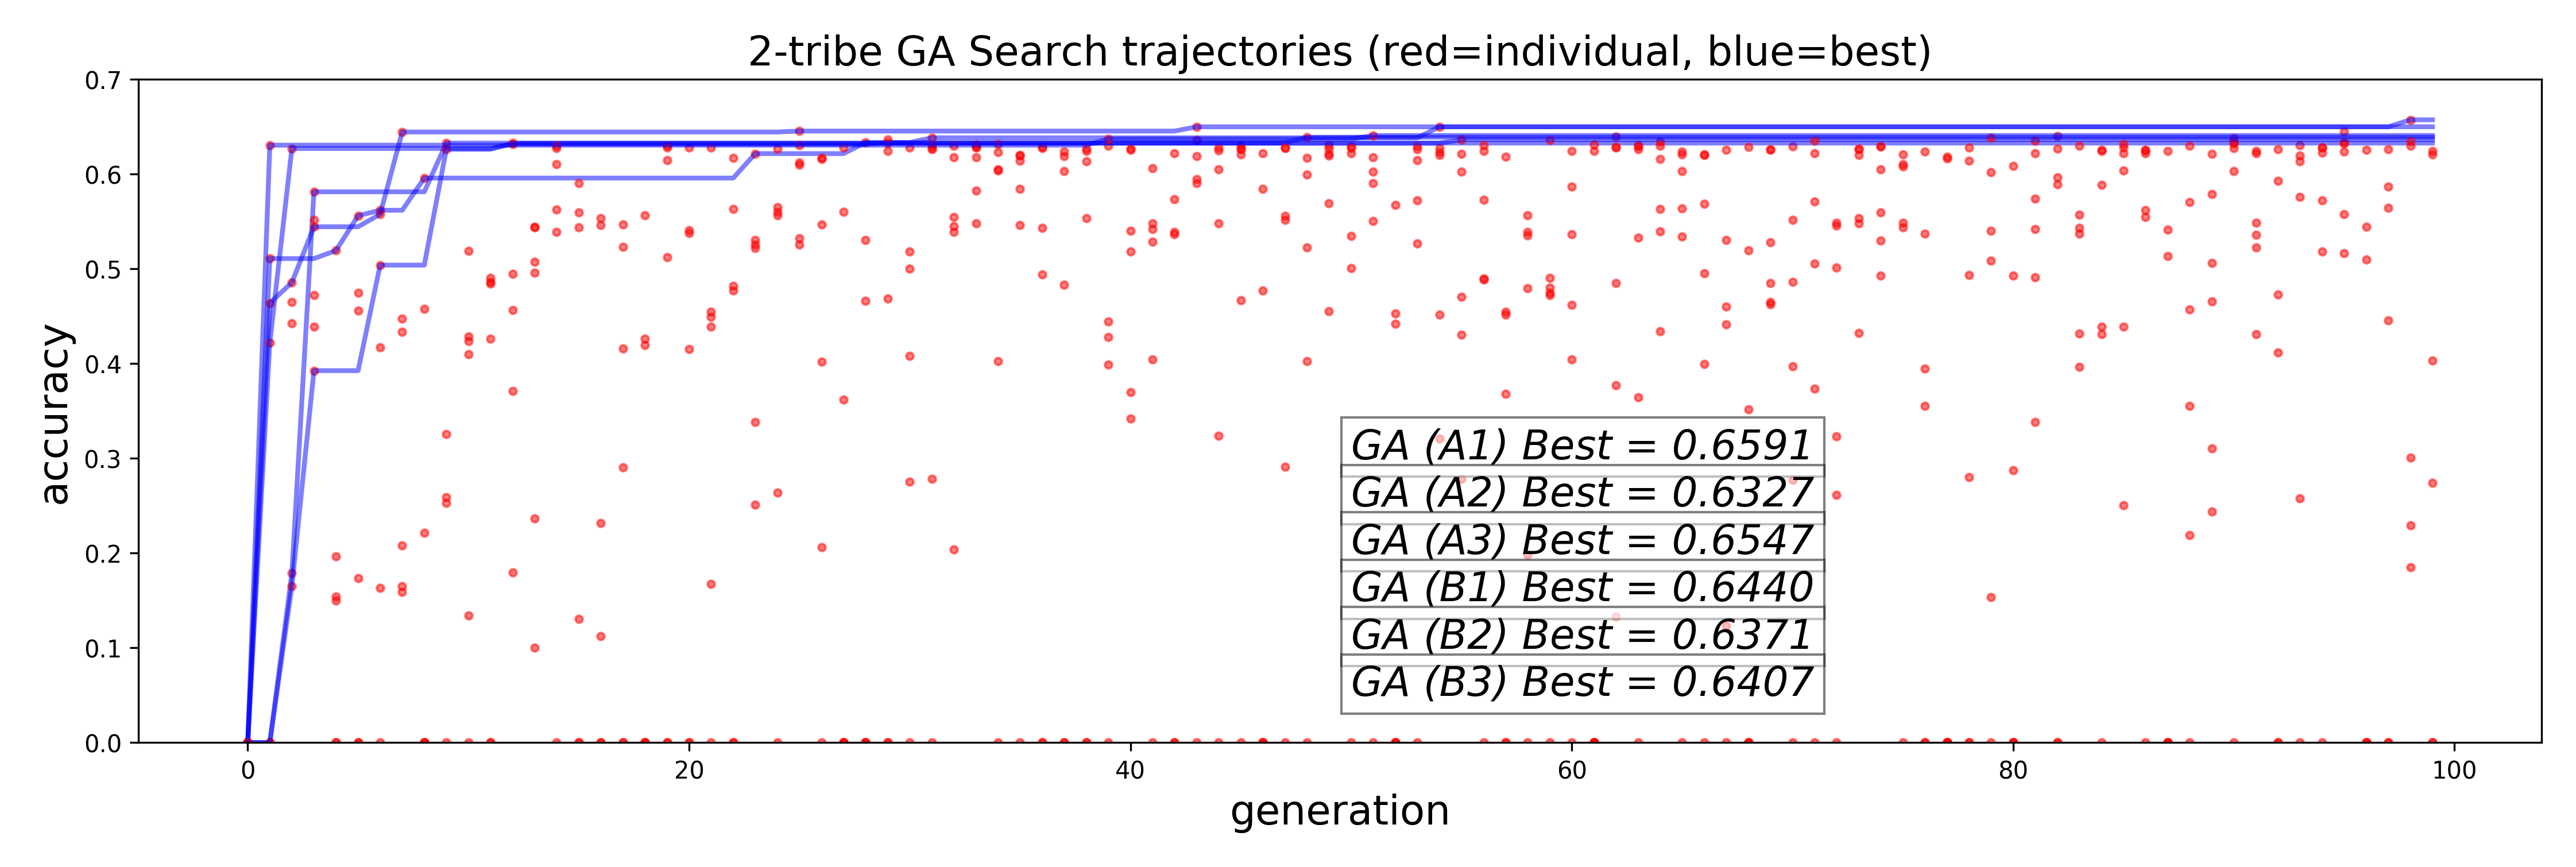 2-tribe GA Search trajectories (red=individual, blue=best)
0.7
0.6
0.5
0.4
0.3
0.2
0.1
0.0
accuracy
GA (A1) Best = 0.6591
GA (A2) Best = 0.6327
GA (A3) Best = 0.6547
GA (B1) Best = 0.6440
GA (B2) Best = 0.6371
GA (B3) Best = 0.6407
0 20 40 60 80 100
generation